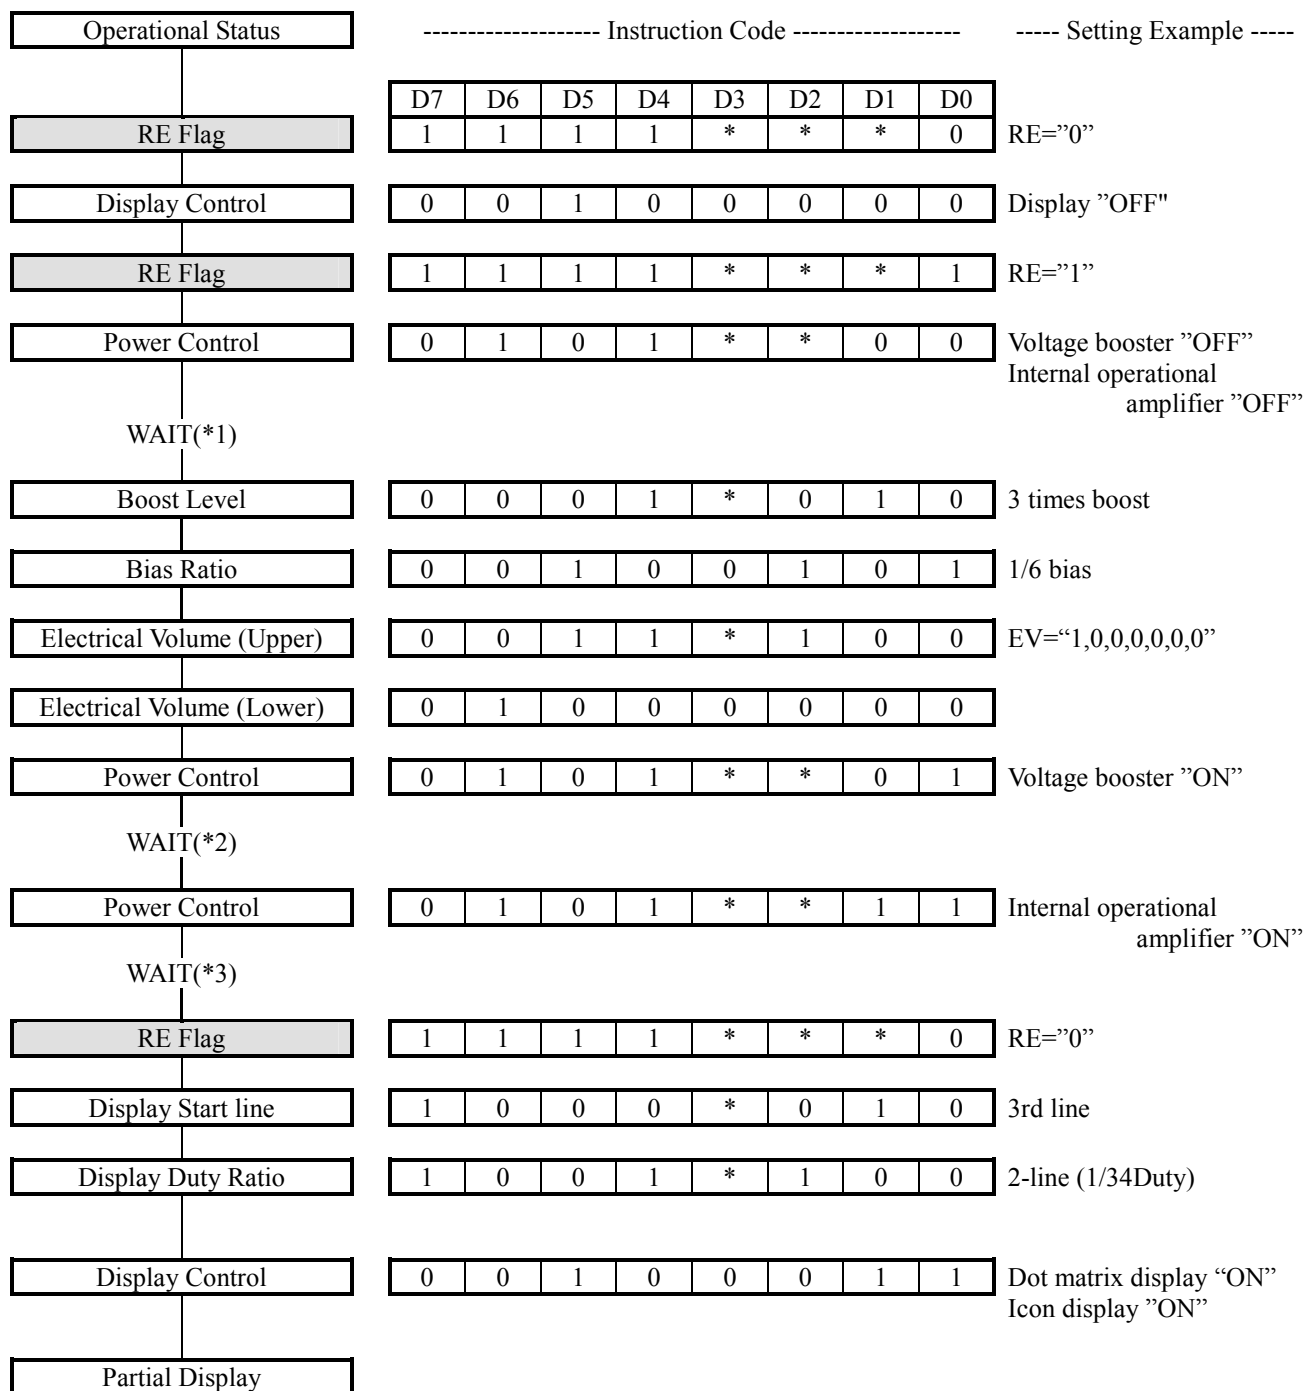 Operational Status -------------------- Instruction Code ------------------- ----- Setting Example -----
D7 D6 D5 D4 D3 D2 D1 D0
RE Flag 1 1 1 1 * * * 0 RE=”0”
Display Control 0 0 1 0 0 0 0 0 Display ”OFF"
RE Flag 1 1 1 1 * * * 1 RE=”1”
Power Control 0 1 0 1 * * 0 0 Voltage booster ”OFF”
Internal operational
amplifier ”OFF”
WAIT(*1)
Boost Level 0 0 0 1 * 0 1 0 3 times boost
Bias Ratio 0 0 1 0 0 1 0 1 1/6 bias
Electrical Volume (Upper) 0 0 1 1 * 1 0 0 EV=“1,0,0,0,0,0,0”
Electrical Volume (Lower) 0 1 0 0 0 0 0 0
Power Control 0 1 0 1 * * 0 1 Voltage booster ”ON”
WAIT(*2)
Power Control 0 1 0 1 * * 1 1 Internal operational
amplifier ”ON”
WAIT(*3)
RE Flag 1 1 1 1 * * * 0 RE=”0”
Display Start line 1 0 0 0 * 0 1 0 3rd line
Display Duty Ratio 1 0 0 1 * 1 0 0 2-line (1/34Duty)
Display Control 0 0 1 0 0 0 1 1 Dot matrix display “ON”
Icon display ”ON”
Partial Display